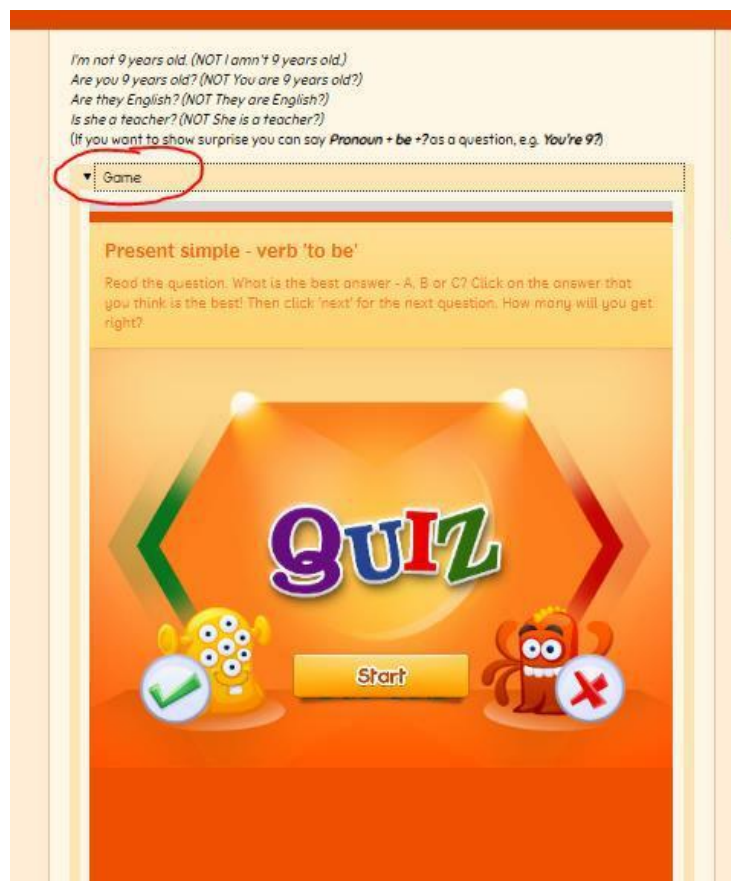 I'm not 9 years old. (NOT I amn't 9 years old.)
Are you 9 years old? (NOT You are 9 years old?)
Are they English? (NOT They are English?)
Is she a teacher? (NOT She is a teacher?)
(If you want to show surprise you can say Pronoun + be +? as a question, e.g. You're 9?)
Game
Present simple - verb 'to be'
Read the question. What is the best answer - A, B or C? Click on the answer that
you think is the best! Then click 'next' for the next question. How many will you get
right?
QUIZ
Start